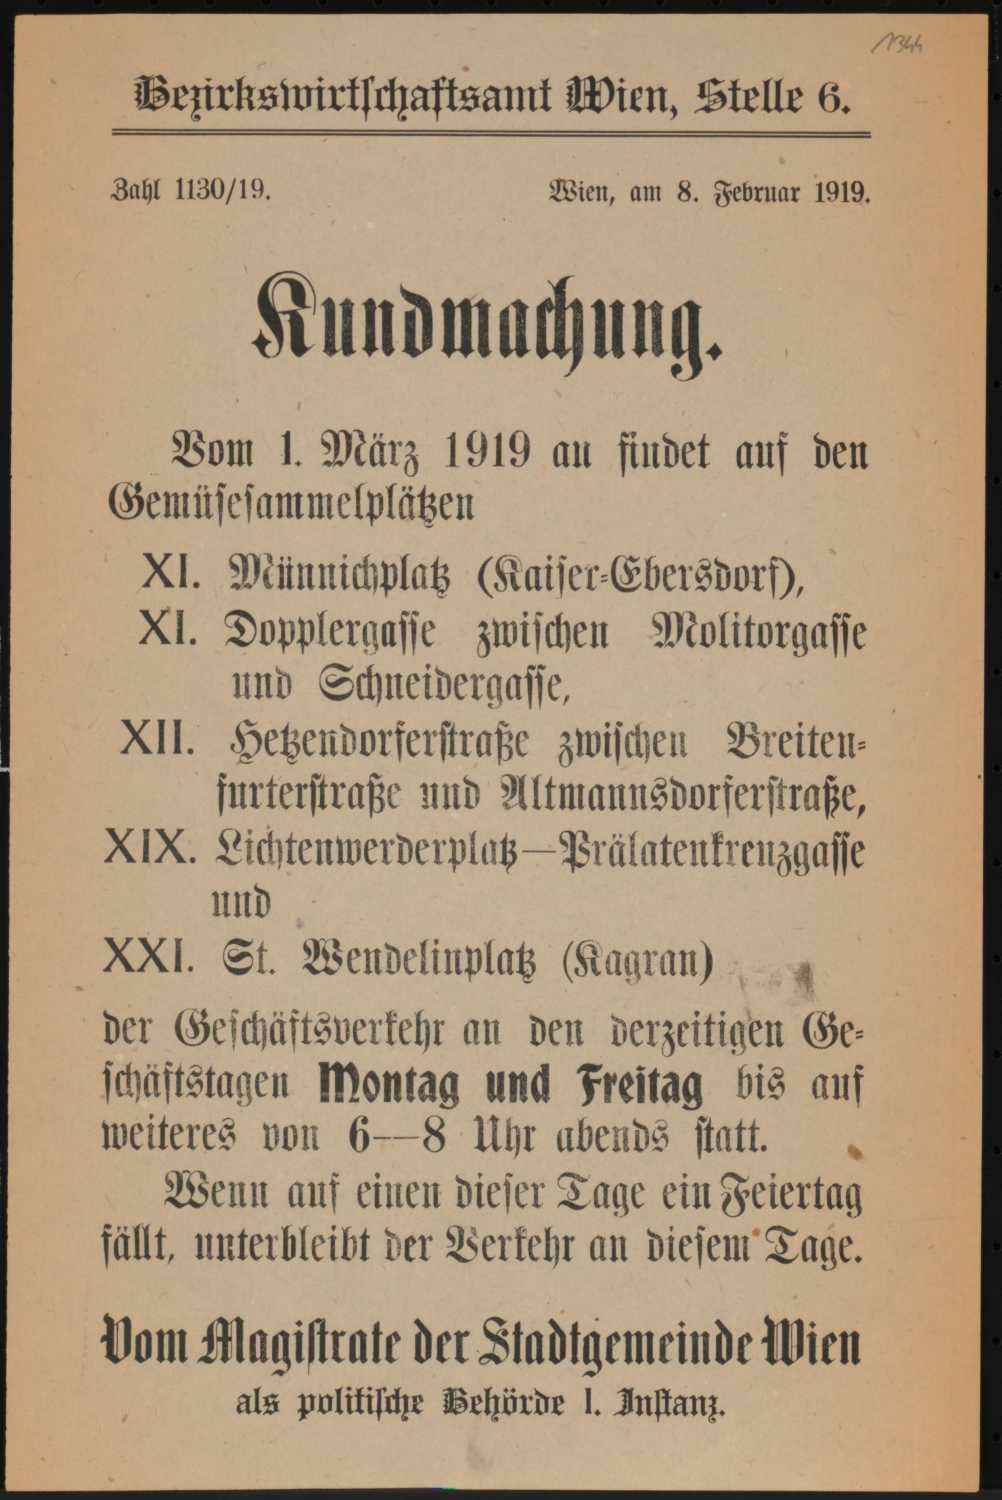 1344
Bezirkswirtschaftsamt Wien, Stelle 6.
Zahl 1130/19. Wien, am 8. Februar 1919.
Kundmachung.
Vom 1. März 1919 an findet auf den
Gemüsesammelplätzen
XI. Münnichplatz (Kaiser-Ebersdorf),
XI. Dopplergasse zwischen Molitorgasse
und Schneidergasse,
XII. Hetzendorferstraße zwischen Breiten-
furterstraße und Altmannsdorferstraße,
XIX. Lichtenwerderplatz—Prälatenkreuzgasse
und
XXI. St. Wendelinplatz (Kagran)
der Geschäftsverkehr an den derzeitigen Ge-
schäftstagen Montag und Freitag bis auf
weiteres von 6—8 Uhr abends statt.
Wenn auf einen dieser Tage ein Feiertag
fällt, unterbleibt der Verkehr an diesem Tage.
Vom Magistrate der Stadtgemeinde Wien
als politische Behörde I. Instanz.